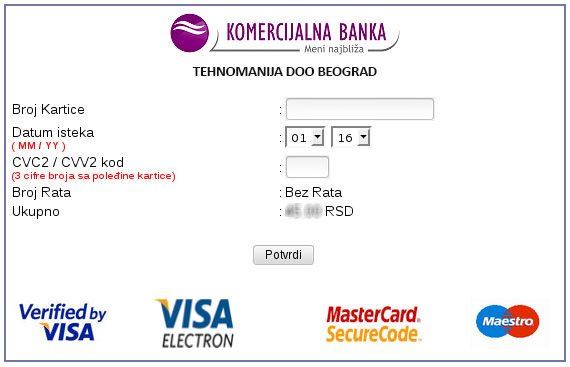 KOMERCIJALNA BANKA
Meni najbliža
TEHNOMANIJA DOO BEOGRAD
Broj Kartice :
Datum isteka : 01 16
( MM / YY )
CVC2 / CVV2 kod :
(3 cifre broja sa poleđine kartice)
Broj Rata : Bez Rata
Ukupno : RSD
Potvrdi
Verified by VISA
VISA ELECTRON
MasterCard. SecureCode.
Maestro